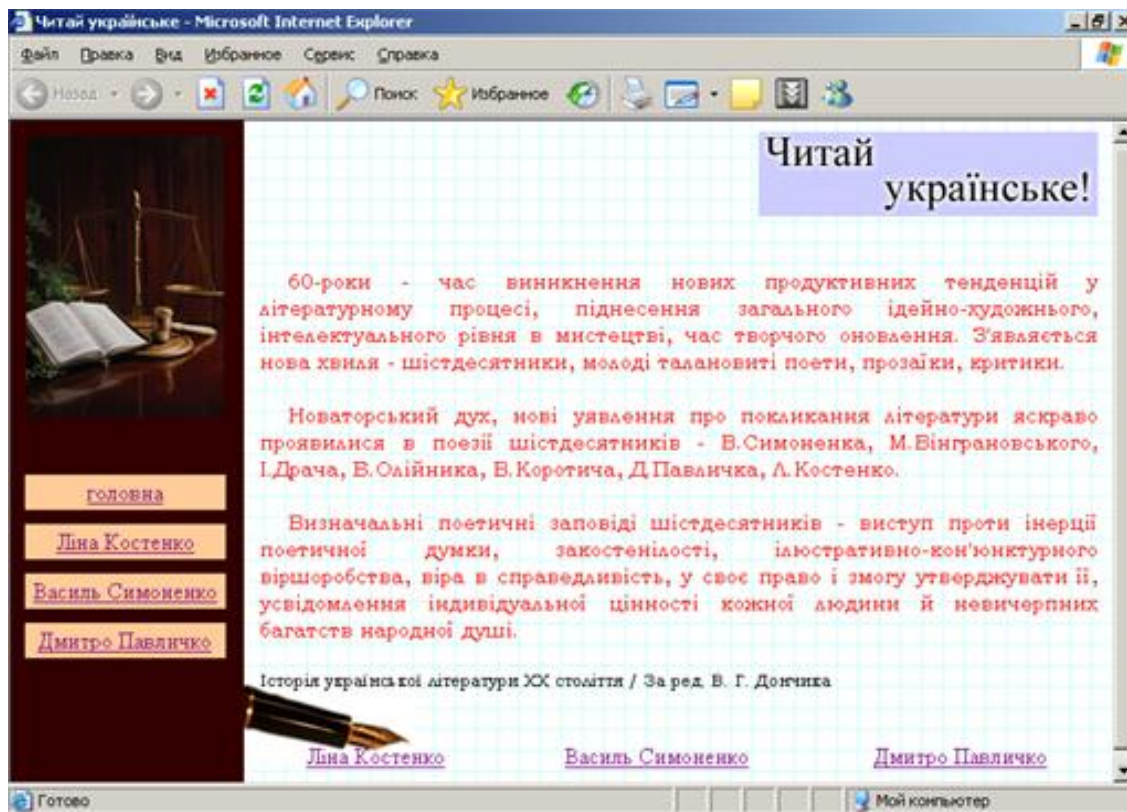 Читай українське - Microsoft Internet Explorer
Файл Правка Вид Избранное Сервис Справка
Назад Поиск Избранное
Читай
українське!
60-роки - час виникнення нових продуктивних тенденцій у
літературному процесі, піднесення загального ідейно-художнього,
інтелектуального рівня в мистецтві, час творчого оновлення. З'являється
нова хвиля - шістдесятники, молоді талановиті поети, прозаїки, критики.
Новаторський дух, нові уявлення про покликання літератури яскраво
проявилися в поезії шістдесятників - В.Симоненка, М.Вінграновського,
І.Драча, Б.Олійника, В.Коротича, Д.Павличка, Л.Костенко.
Визначальні поетичні заповіді шістдесятників - виступ проти інерції
поетичної думки, закостенілості, ілюстративно-кон'юнктурного
віршоробства, віра в справедливість, у своє право і змогу утверджувати її,
усвідомлення індивідуальної цінності кожної людини й невичерпних
багатств народної душі.
Історія української літератури XX століття / За ред. В. Г. Дончика
головна
Ліна Костенко
Василь Симоненко
Дмитро Павличко
Ліна Костенко Василь Симоненко Дмитро Павличко
Готово Мой компьютер